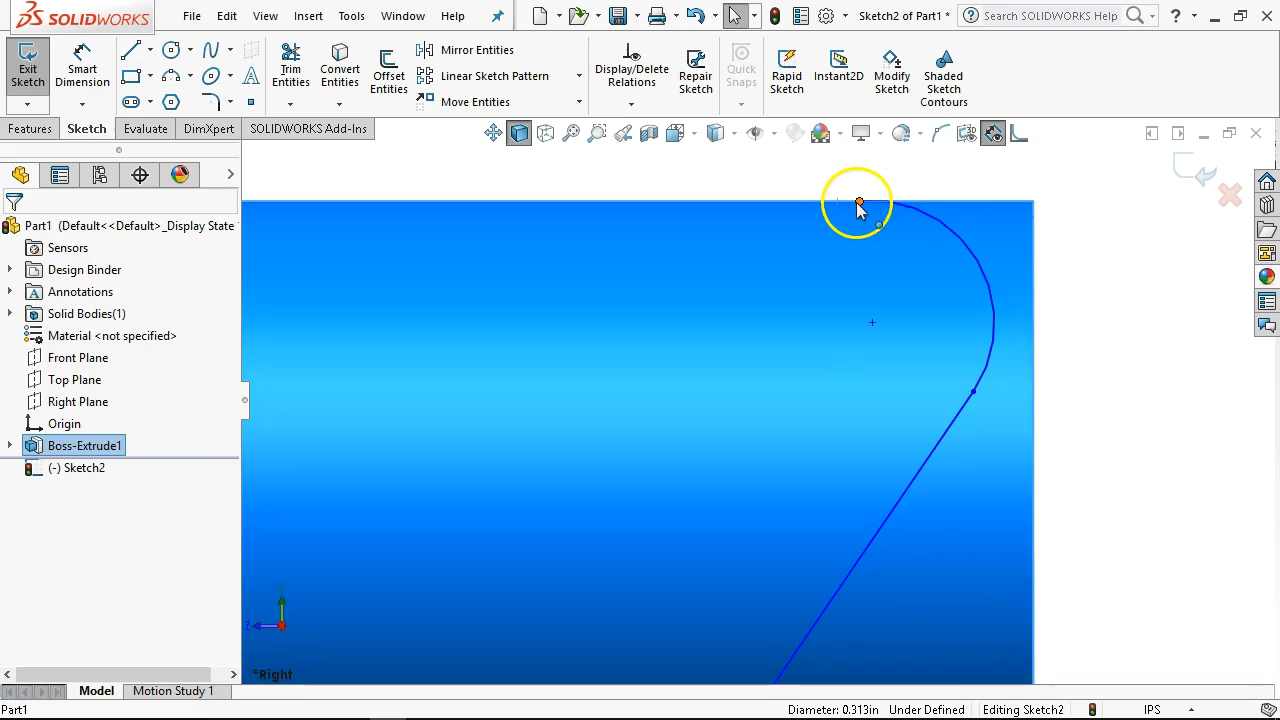 SOLIDWORKS
File Edit View Insert Tools Window Help
Sketch2 of Part1 *
Search SOLIDWORKS Help
Exit Sketch
Smart Dimension
Trim Entities
Convert Entities
Offset Entities
Mirror Entities
Linear Sketch Pattern
Move Entities
Display/Delete Relations
Repair Sketch
Quick Snaps
Rapid Sketch
Instant2D
Modify Sketch
Shaded Sketch Contours
Features Sketch Evaluate DimXpert SOLIDWORKS Add-Ins
Part1 (Default<<Default>_Display State
Sensors
Design Binder
Annotations
Solid Bodies(1)
Material <not specified>
Front Plane
Top Plane
Right Plane
Origin
Boss-Extrude1
(-) Sketch2
Z
*Right
Model Motion Study 1
Part1
Diameter: 0.313in Under Defined Editing Sketch2 IPS